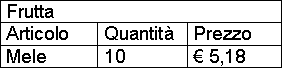 Frutta
Articolo Quantità Prezzo
Mele 10 € 5,18